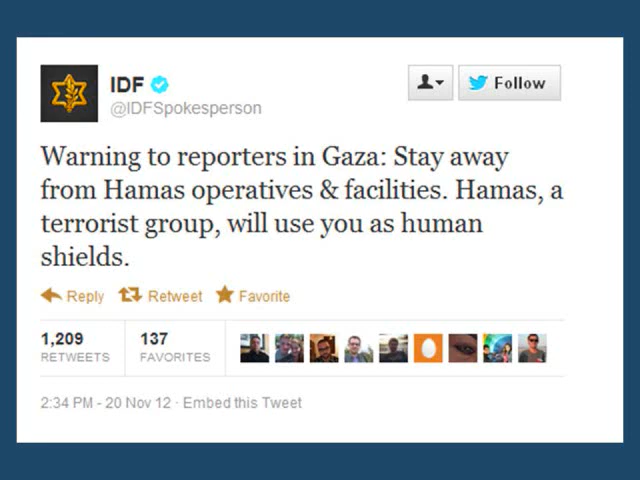 IDF
@IDFSpokesperson
Follow
Warning to reporters in Gaza: Stay away
from Hamas operatives & facilities. Hamas, a
terrorist group, will use you as human
shields.
Reply Retweet Favorite
1,209 137
RETWEETS FAVORITES
2:34 PM - 20 Nov 12 · Embed this Tweet